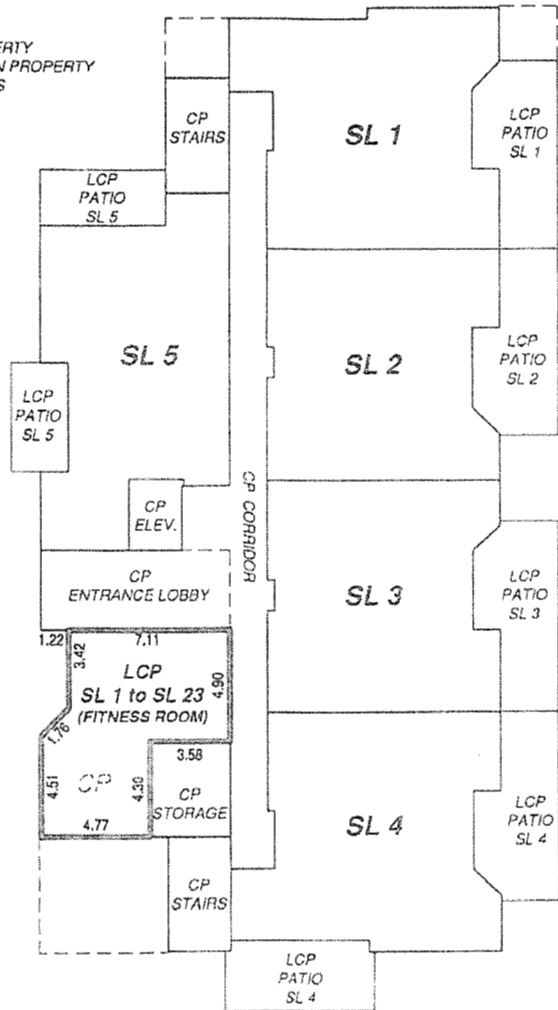 ERTY
N PROPERTY
S
CP
STAIRS
SL 1
LCP
PATIO
SL 1
LCP
PATIO
SL 5
SL 5
SL 2
LCP
PATIO
SL 2
LCP
PATIO
SL 5
CP
ELEV.
CP CORRIDOR
CP
ENTRANCE LOBBY
SL 3
LCP
PATIO
SL 3
1.22
7.11
3.42
LCP
SL 1 to SL 23
(FITNESS ROOM)
4.90
1.76
3.58
4.51
CP
4.30
CP
STORAGE
4.77
SL 4
LCP
PATIO
SL 4
CP
STAIRS
LCP
PATIO
SL 4